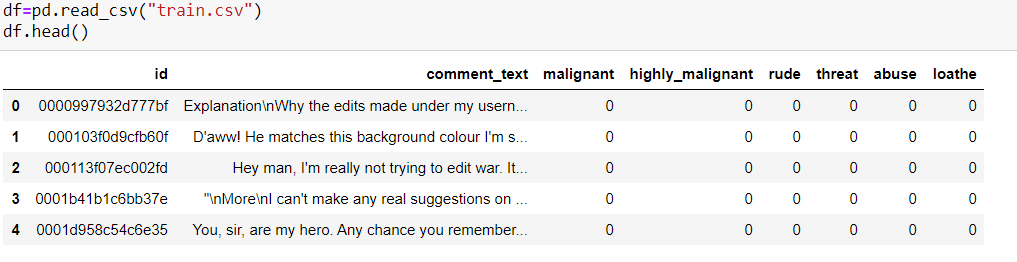 df=pd.read_csv("train.csv")
df.head()
id comment_text malignant highly_malignant rude threat abuse loathe
0 0000997932d777bf Explanation\nWhy the edits made under my usern... 0 0 0 0 0 0
1 000103f0d9cfb60f D'aww! He matches this background colour I'm s... 0 0 0 0 0 0
2 000113f07ec002fd Hey man, I'm really not trying to edit war. It... 0 0 0 0 0 0
3 0001b41b1c6bb37e "\nMore\nI can't make any real suggestions on ... 0 0 0 0 0 0
4 0001d958c54c6e35 You, sir, are my hero. Any chance you remember... 0 0 0 0 0 0